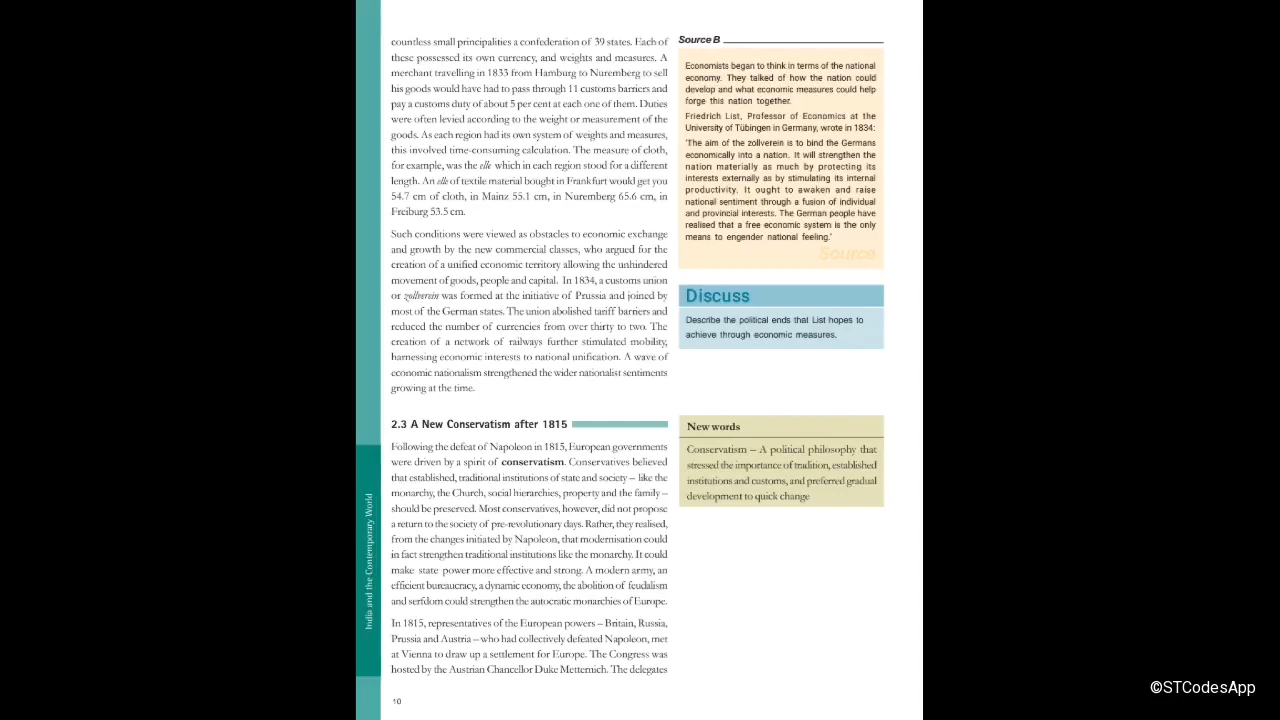 countless small principalities a confederation of 39 states. Each of
these possessed its own currency, and weights and measures. A
merchant travelling in 1833 from Hamburg to Nuremberg to sell
his goods would have had to pass through 11 customs barriers and
pay a customs duty of about 5 per cent at each one of them. Duties
were often levied according to the weight or measurement of the
goods. As each region had its own system of weights and measures,
this involved time-consuming calculation. The measure of cloth,
for example, was the elle which in each region stood for a different
length. An elle of textile material bought in Frankfurt would get you
54.7 cm of cloth, in Mainz 55.1 cm, in Nuremberg 65.6 cm, in
Freiburg 53.5 cm.
Such conditions were viewed as obstacles to economic exchange
and growth by the new commercial classes, who argued for the
creation of a unified economic territory allowing the unhindered
movement of goods, people and capital. In 1834, a customs union
or zollverein was formed at the initiative of Prussia and joined by
most of the German states. The union abolished tariff barriers and
reduced the number of currencies from over thirty to two. The
creation of a network of railways further stimulated mobility,
harnessing economic interests to national unification. A wave of
economic nationalism strengthened the wider nationalist sentiments
growing at the time.
2.3 A New Conservatism after 1815
Following the defeat of Napoleon in 1815, European governments
were driven by a spirit of conservatism. Conservatives believed
that established, traditional institutions of state and society – like the
monarchy, the Church, social hierarchies, property and the family –
should be preserved. Most conservatives, however, did not propose
a return to the society of pre-revolutionary days. Rather, they realised,
from the changes initiated by Napoleon, that modernisation could
in fact strengthen traditional institutions like the monarchy. It could
make state power more effective and strong. A modern army, an
efficient bureaucracy, a dynamic economy, the abolition of feudalism
and serfdom could strengthen the autocratic monarchies of Europe.
In 1815, representatives of the European powers – Britain, Russia,
Prussia and Austria – who had collectively defeated Napoleon, met
at Vienna to draw up a settlement for Europe. The Congress was
hosted by the Austrian Chancellor Duke Metternich. The delegates
Source B
Economists began to think in terms of the national
economy. They talked of how the nation could
develop and what economic measures could help
forge this nation together.
Friedrich List, Professor of Economics at the
University of Tübingen in Germany, wrote in 1834:
‘The aim of the zollverein is to bind the Germans
economically into a nation. It will strengthen the
nation materially as much by protecting its
interests externally as by stimulating its internal
productivity. It ought to awaken and raise
national sentiment through a fusion of individual
and provincial interests. The German people have
realised that a free economic system is the only
means to engender national feeling.’
Source
Discuss
Describe the political ends that List hopes to
achieve through economic measures.
New words
Conservatism – A political philosophy that
stressed the importance of tradition, established
institutions and customs, and preferred gradual
development to quick change
India and the Contemporary World
10
©STCodesApp